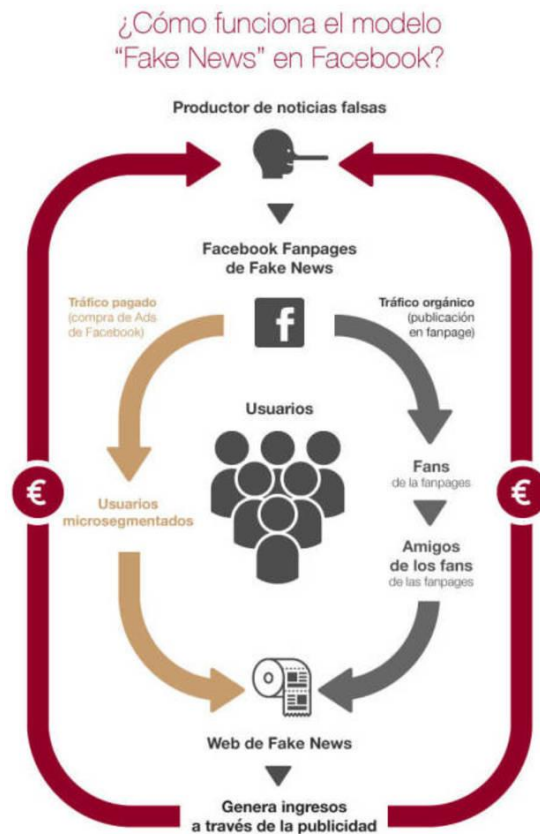 ¿Cómo funciona el modelo
“Fake News” en Facebook?
Productor de noticias falsas
Facebook Fanpages
de Fake News
Tráfico pagado
(compra de Ads
de Facebook)
f
Tráfico orgánico
(publicación
en fanpage)
Usuarios
€
Usuarios
microsegmentados
Fans
de la fanpages
€
Amigos
de los fans
de las fanpages
Web de Fake News
Genera ingresos
a través de la publicidad